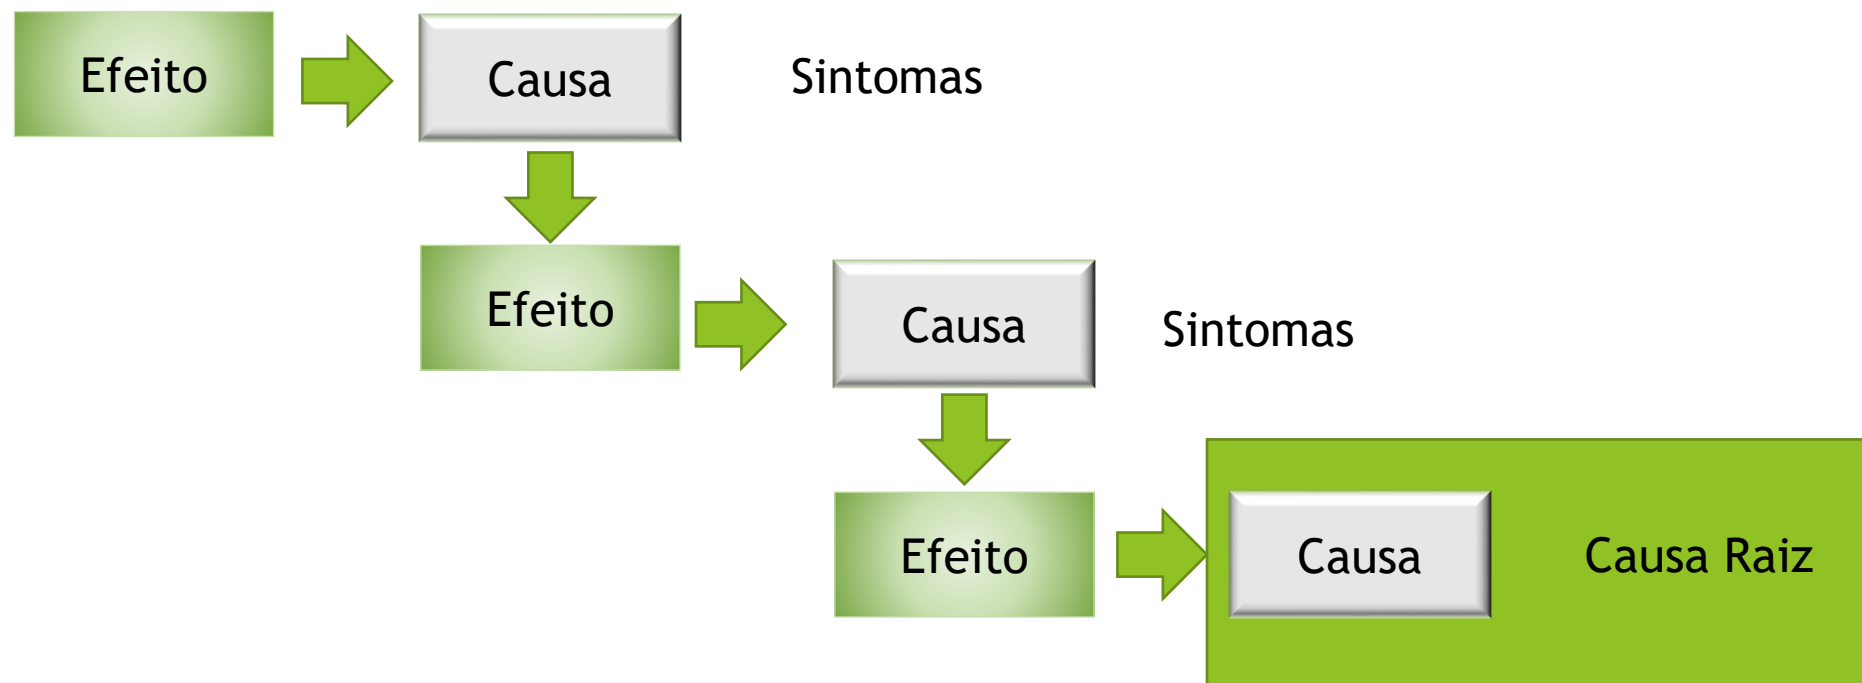 Efeito
Causa
Sintomas
Efeito
Causa
Sintomas
Efeito
Causa
Causa Raiz